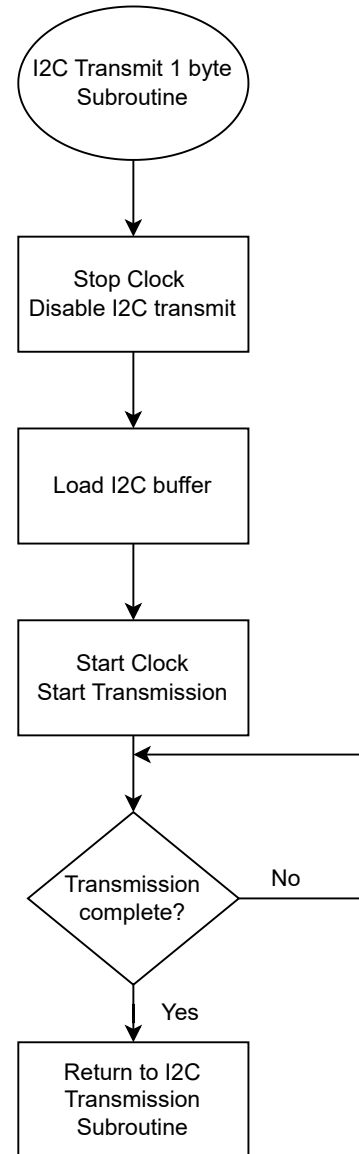 I2C Transmit 1 byte
Subroutine
Stop Clock
Disable I2C transmit
Load I2C buffer
Start Clock
Start Transmission
Transmission
complete?
No
Yes
Return to I2C
Transmission
Subroutine